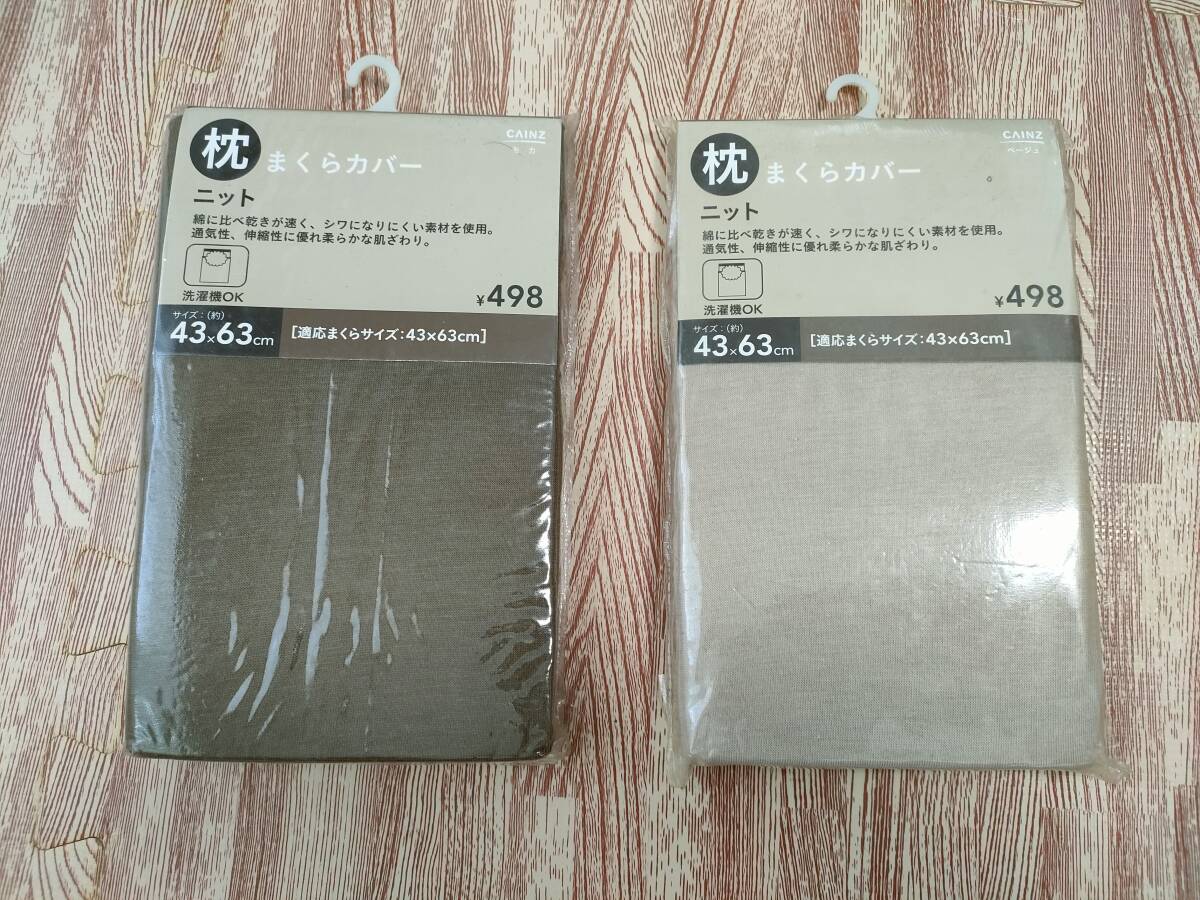 枕 まくらカバー
CAINZ
モカ
ニット
綿に比べ乾きが速く、シワになりにくい素材を使用。
通気性、伸縮性に優れ柔らかな肌ざわり。
洗濯機OK
¥498
サイズ:(約)
43×63cm
[適応まくらサイズ:43×63cm]
枕 まくらカバー
CAINZ
ベージュ
ニット
綿に比べ乾きが速く、シワになりにくい素材を使用。
通気性、伸縮性に優れ柔らかな肌ざわり。
洗濯機OK
¥498
サイズ:(約)
43×63cm
[適応まくらサイズ:43×63cm]